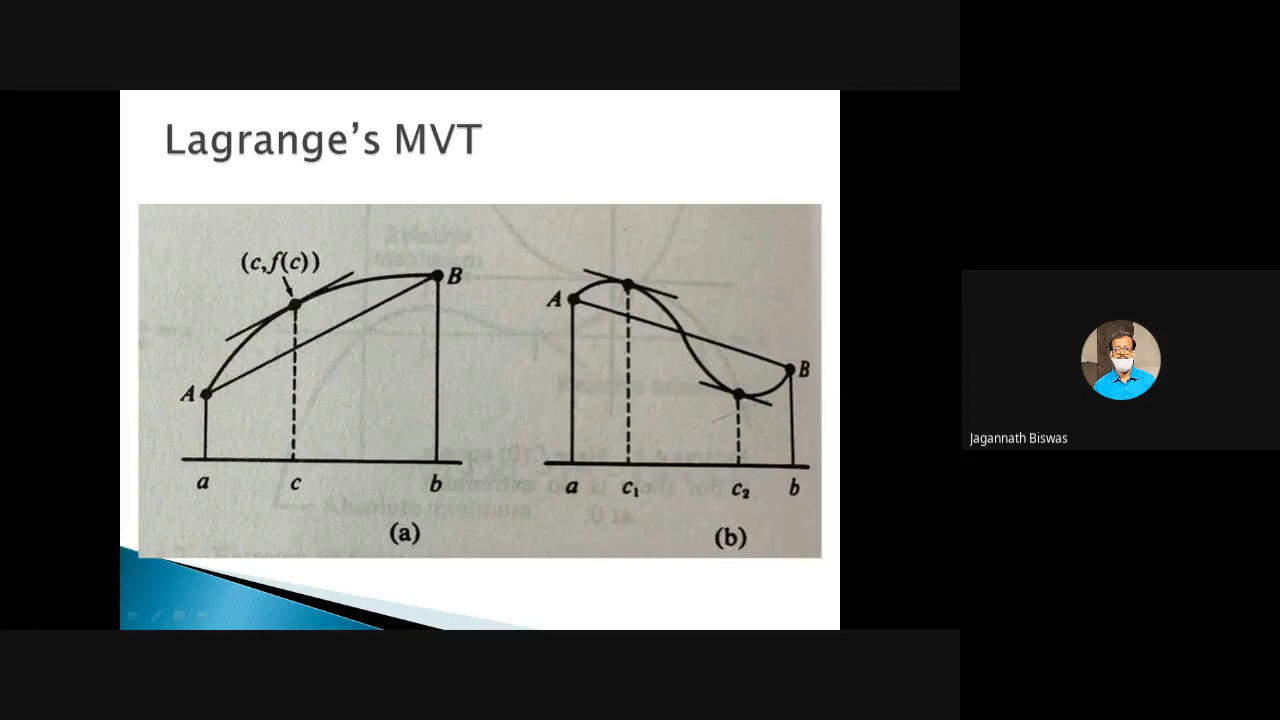 Lagrange's MVT
(c, f(c))
A
B
a
c
b
(a)
A
B
a
c₁
c₂
b
(b)
Jagannath Biswas